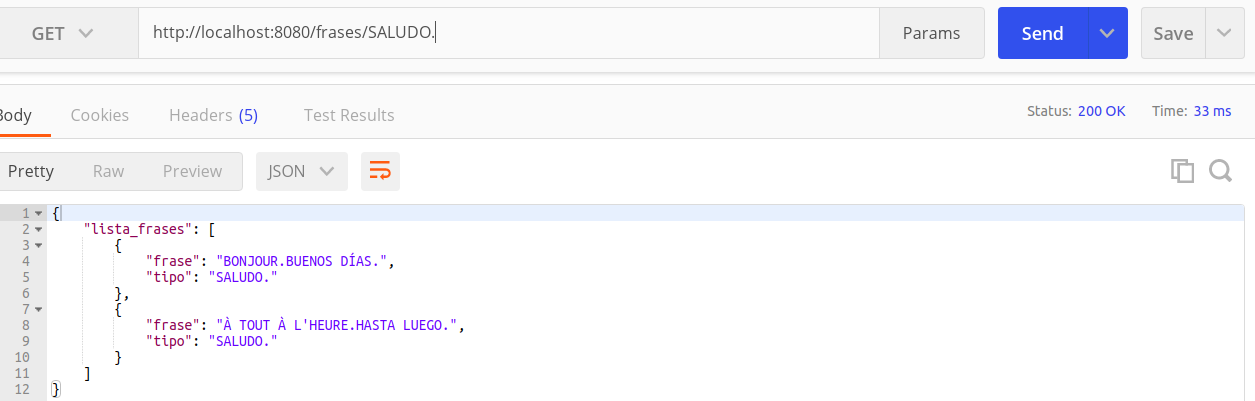 GET http://localhost:8080/frases/SALUDO. Params Send Save
Body Cookies Headers (5) Test Results Status: 200 OK Time: 33 ms
Pretty Raw Preview JSON
1 {
2 "lista_frases": [
3 {
4 "frase": "BONJOUR.BUENOS DÍAS.",
5 "tipo": "SALUDO."
6 },
7 {
8 "frase": "À TOUT À L'HEURE.HASTA LUEGO.",
9 "tipo": "SALUDO."
10 }
11 ]
12 }